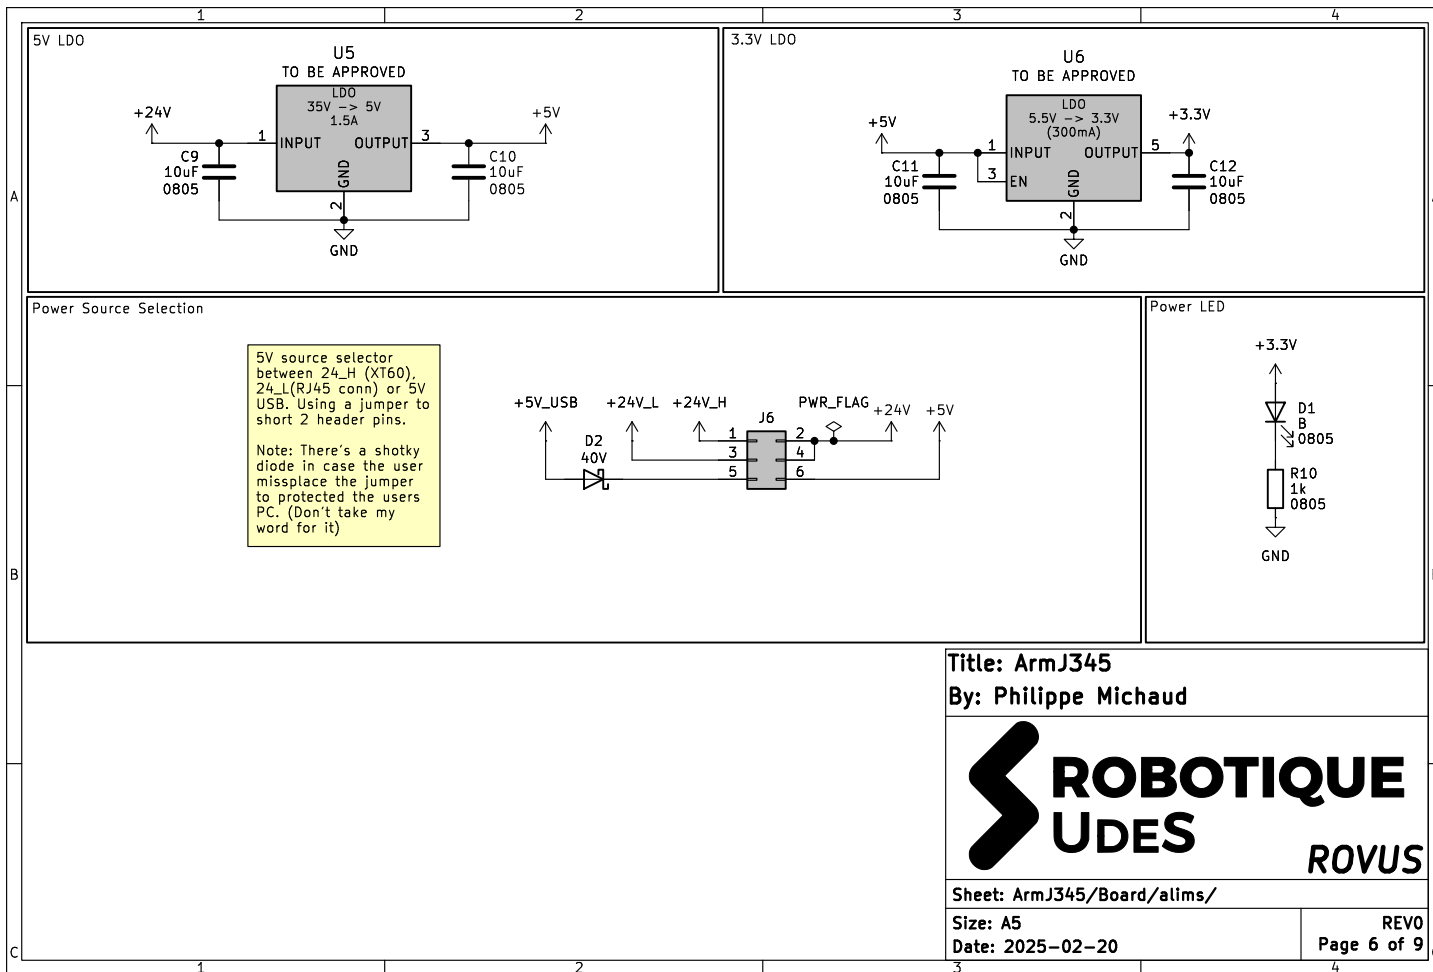 1 2 3 4
5V LDO
U5
TO BE APPROVED
LDO
35V -> 5V
1.5A
+24V
+5V
1
INPUT
OUTPUT
3
GND
2
C9
10uF
0805
C10
10uF
0805
GND
3.3V LDO
U6
TO BE APPROVED
LDO
5.5V -> 3.3V
(300mA)
+5V
+3.3V
1
INPUT
OUTPUT
5
3
EN
GND
2
C11
10uF
0805
C12
10uF
0805
GND
A
Power Source Selection
5V source selector
between 24_H (XT60),
24_L(RJ45 conn) or 5V
USB. Using a jumper to
short 2 header pins.
Note: There's a shotky
diode in case the user
missplace the jumper
to protected the users
PC. (Don't take my
word for it)
+5V_USB
+24V_L
+24V_H
J6
PWR_FLAG
+24V
+5V
D2
40V
1
2
3
4
5
6
Power LED
+3.3V
D1
B
0805
R10
1k
0805
GND
B
Title: ArmJ345
By: Philippe Michaud
ROBOTIQUE
UDES
ROVUS
Sheet: ArmJ345/Board/alims/
Size: A5
REV0
Date: 2025-02-20
Page 6 of 9
C
1 2 3 4